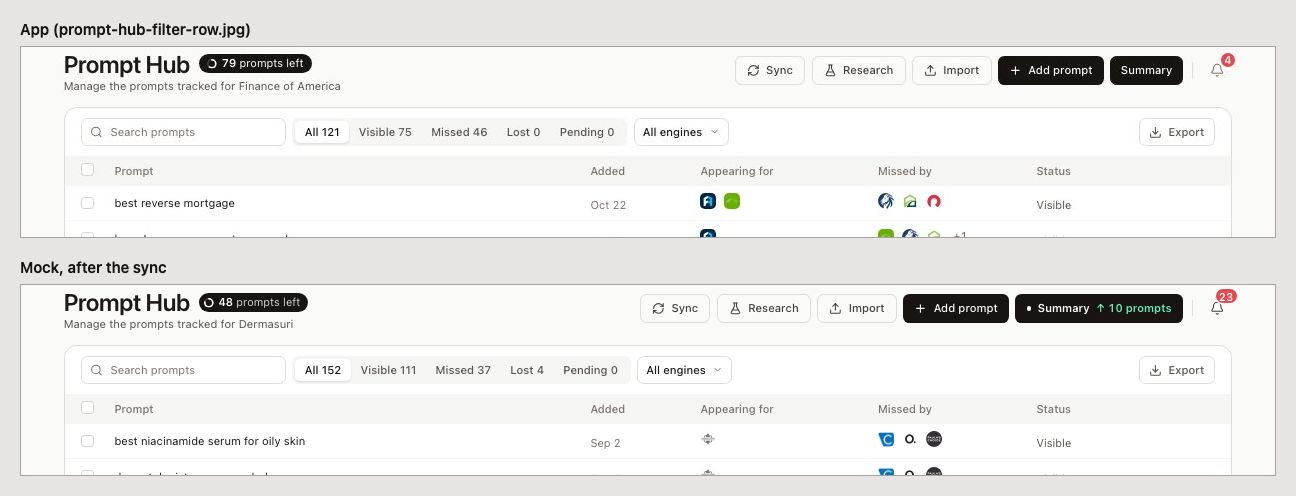 App (prompt-hub-filter-row.jpg)
Prompt Hub 79 prompts left
Sync Research Import + Add prompt Summary 4
Manage the prompts tracked for Finance of America
Search prompts All 121 Visible 75 Missed 46 Lost 0 Pending 0 All engines Export
Prompt Added Appearing for Missed by Status
best reverse mortgage Oct 22 Visible
+1
Mock, after the sync
Prompt Hub 48 prompts left
Sync Research Import + Add prompt • Summary ↑ 10 prompts 23
Manage the prompts tracked for Dermasuri
Search prompts All 152 Visible 111 Missed 37 Lost 4 Pending 0 All engines Export
Prompt Added Appearing for Missed by Status
best niacinamide serum for oily skin Sep 2 Visible